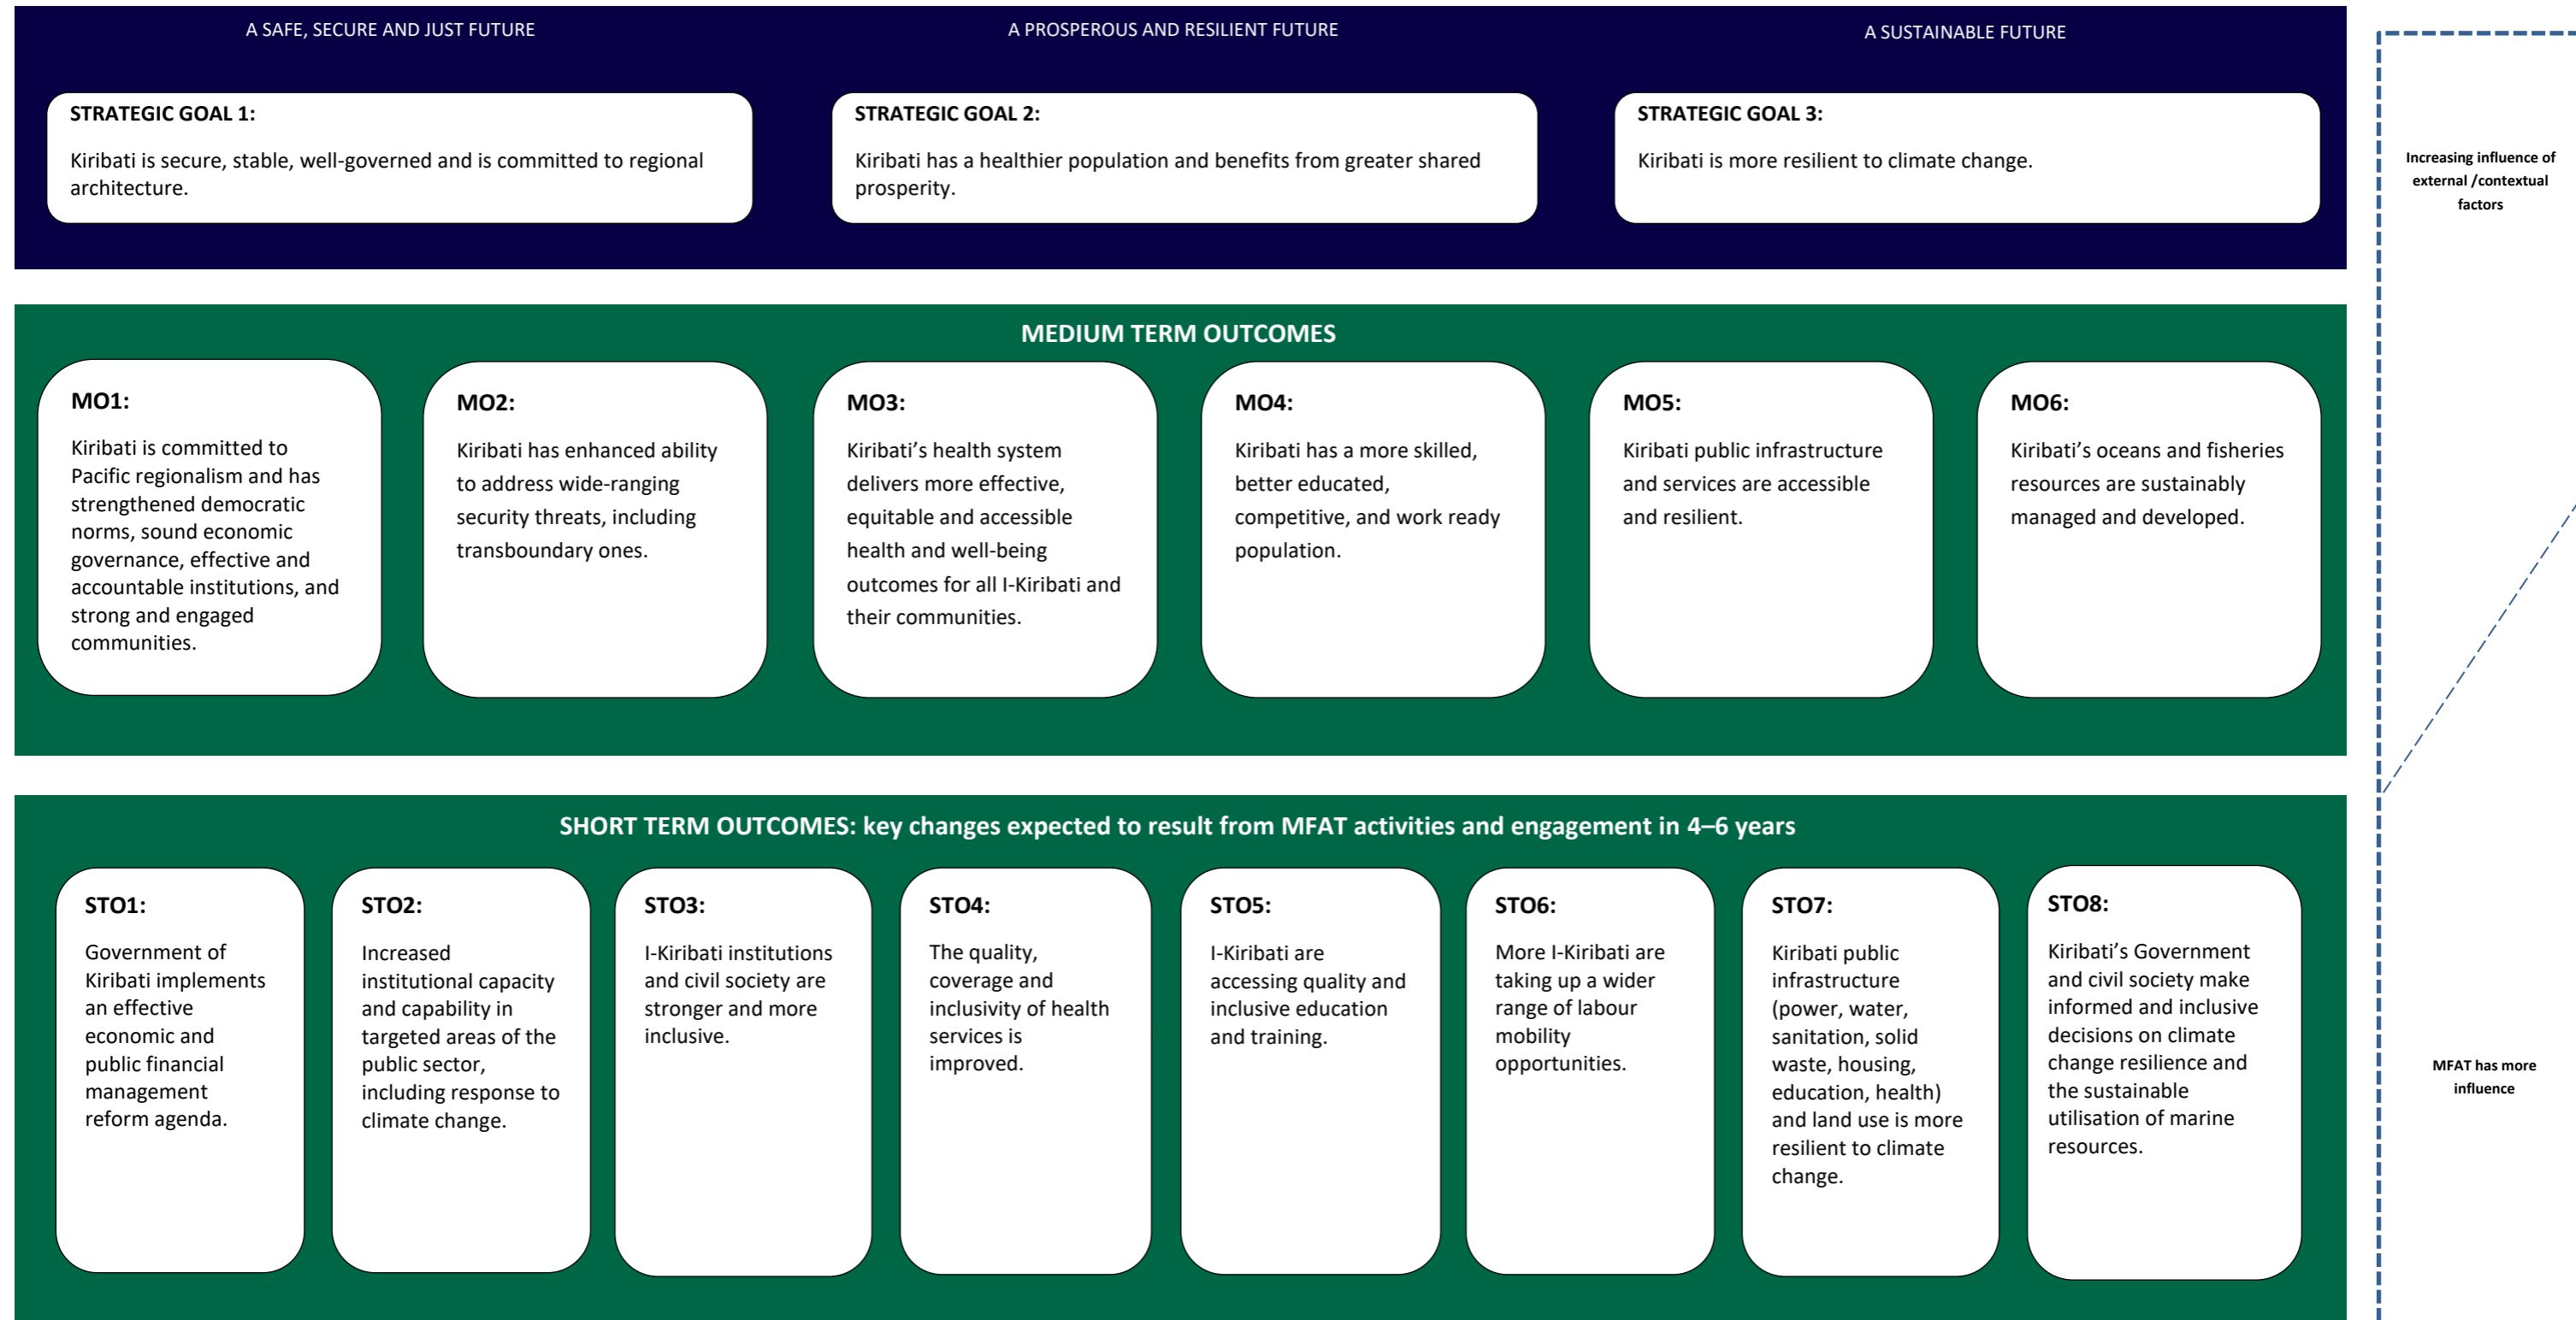 A SAFE, SECURE AND JUST FUTURE
A PROSPEROUS AND RESILIENT FUTURE
A SUSTAINABLE FUTURE
STRATEGIC GOAL 1:
Kiribati is secure, stable, well-governed and is committed to regional
architecture.
STRATEGIC GOAL 2:
Kiribati has a healthier population and benefits from greater shared
prosperity.
STRATEGIC GOAL 3:
Kiribati is more resilient to climate change.
Increasing influence of
external /contextual
factors
MEDIUM TERM OUTCOMES
MO1:
Kiribati is committed to
Pacific regionalism and has
strengthened democratic
norms, sound economic
governance, effective and
accountable institutions, and
strong and engaged
communities.
MO2:
Kiribati has enhanced ability
to address wide-ranging
security threats, including
transboundary ones.
MO3:
Kiribati’s health system
delivers more effective,
equitable and accessible
health and well-being
outcomes for all I-Kiribati and
their communities.
MO4:
Kiribati has a more skilled,
better educated,
competitive, and work ready
population.
MO5:
Kiribati public infrastructure
and services are accessible
and resilient.
MO6:
Kiribati’s oceans and fisheries
resources are sustainably
managed and developed.
SHORT TERM OUTCOMES: key changes expected to result from MFAT activities and engagement in 4–6 years
STO1:
Government of
Kiribati implements
an effective
economic and
public financial
management
reform agenda.
STO2:
Increased
institutional capacity
and capability in
targeted areas of the
public sector,
including response to
climate change.
STO3:
I-Kiribati institutions
and civil society are
stronger and more
inclusive.
STO4:
The quality,
coverage and
inclusivity of health
services is
improved.
STO5:
I-Kiribati are
accessing quality and
inclusive education
and training.
STO6:
More I-Kiribati are
taking up a wider
range of labour
mobility
opportunities.
STO7:
Kiribati public
infrastructure
(power, water,
sanitation, solid
waste, housing,
education, health)
and land use is more
resilient to climate
change.
STO8:
Kiribati’s Government
and civil society make
informed and inclusive
decisions on climate
change resilience and
the sustainable
utilisation of marine
resources.
MFAT has more
influence